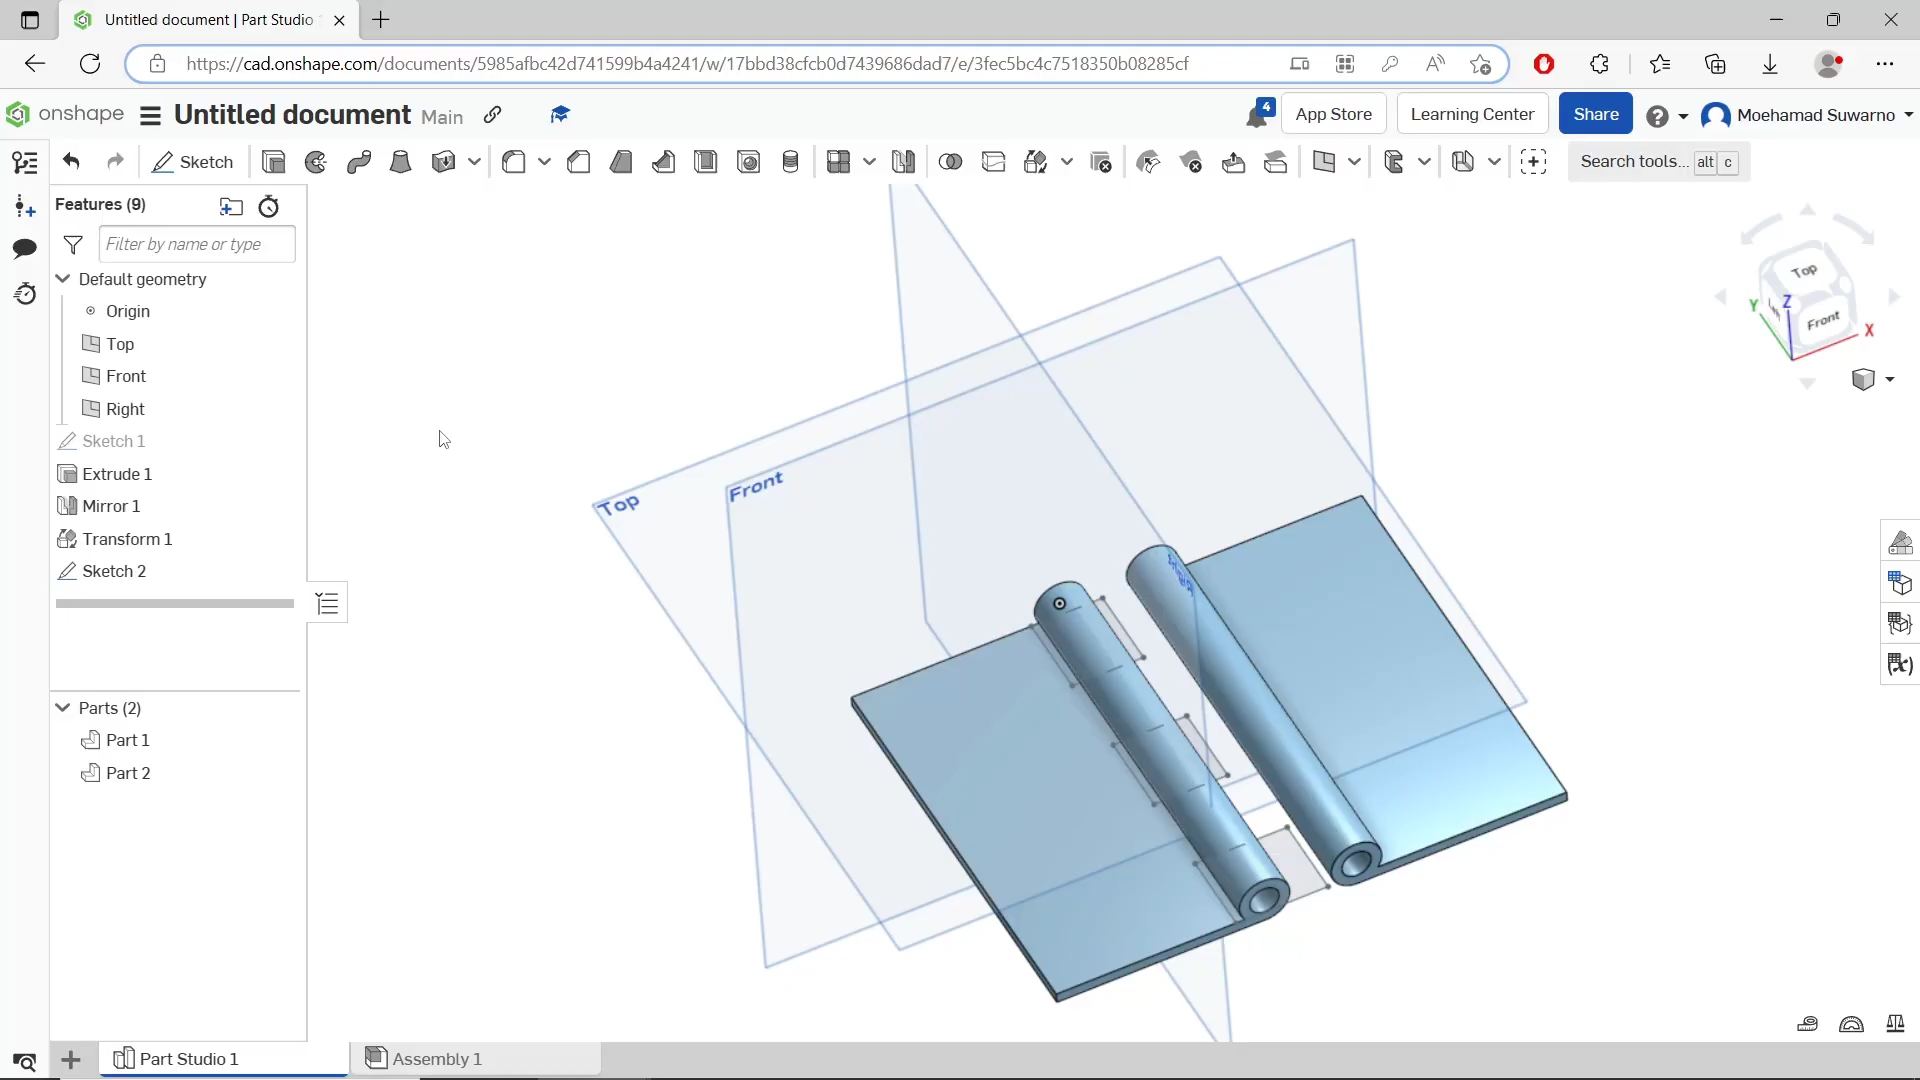 Untitled document | Part Studio
https://cad.onshape.com/documents/5985afbc42d741599b4a4241/w/17bbd38cfcb0d7439686dad7/e/3fec5bc4c7518350b08285cf
onshape Untitled document Main 4 App Store Learning Center Share Moehamad Suwarno
Sketch Search tools... alt c
Features (9)
Filter by name or type
Default geometry
Origin
Top
Front
Right
Sketch 1
Extrude 1
Mirror 1
Transform 1
Sketch 2
Parts (2)
Part 1
Part 2
Top
Front
Top
Front
Z
Y
X
Part Studio 1 Assembly 1